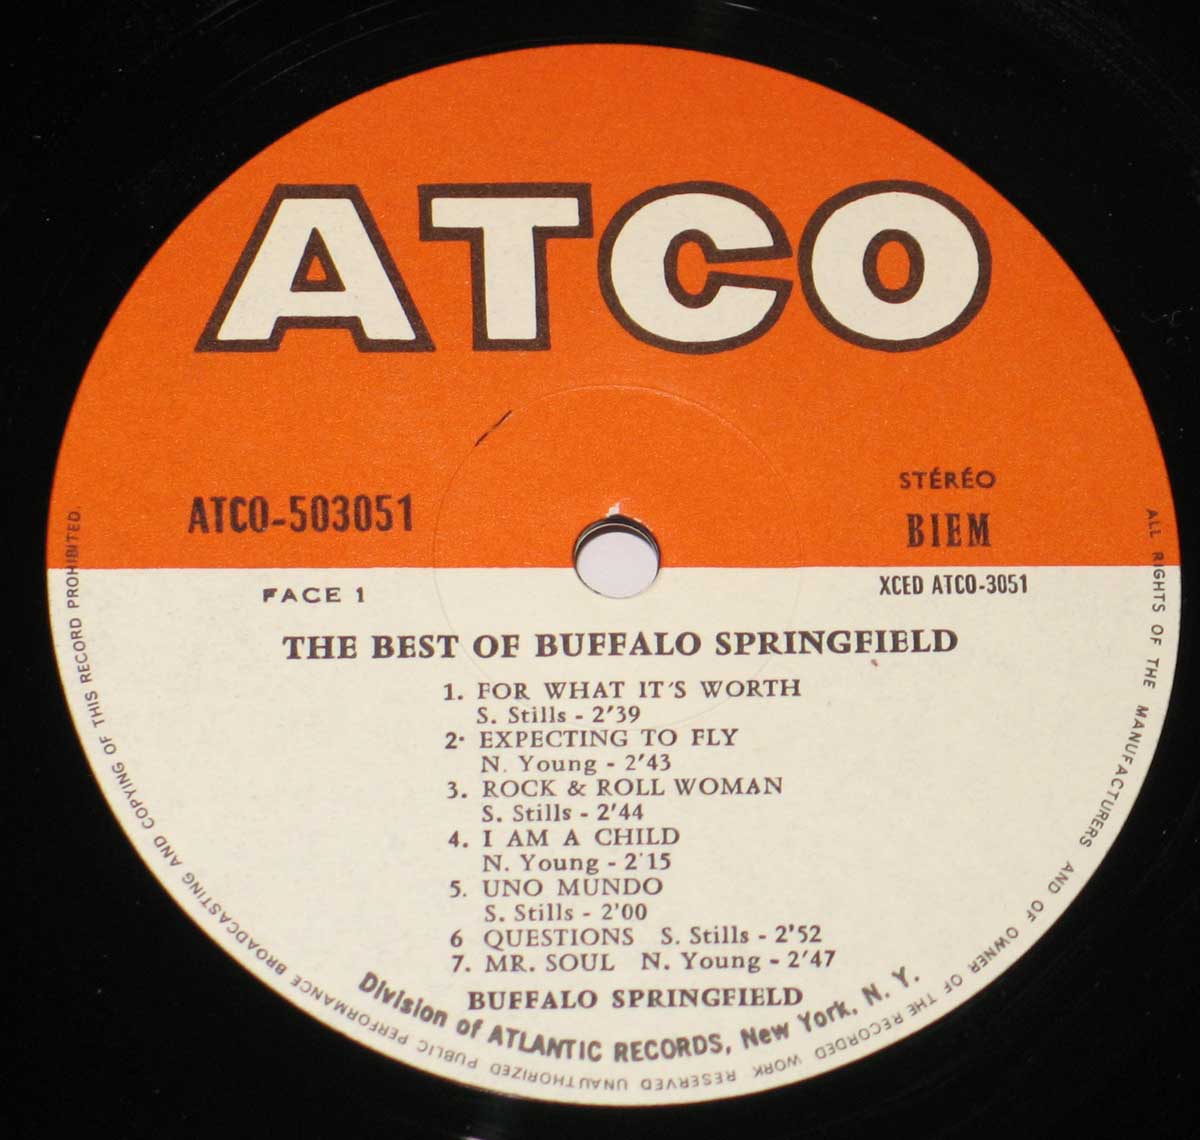 ATCO
ATCO-503051
STÉRÉO
BIEM
FACE 1
XCED ATCO-3051
THE BEST OF BUFFALO SPRINGFIELD
1. FOR WHAT IT'S WORTH
S. Stills - 2'39
2. EXPECTING TO FLY
N. Young - 2'43
3. ROCK & ROLL WOMAN
S. Stills - 2'44
4. I AM A CHILD
N. Young - 2'15
5. UNO MUNDO
S. Stills - 2'00
6 QUESTIONS S. Stills - 2'52
7. MR. SOUL N. Young - 2'47
BUFFALO SPRINGFIELD
Division of ATLANTIC RECORDS, New York, N. Y.
ALL RIGHTS OF THE MANUFACTURERS AND OF OWNER OF THE RECORDED WORK RESERVED UNAUTHORIZED PUBLIC PERFORMANCE BROADCASTING AND COPYING OF THIS RECORD PROHIBITED.